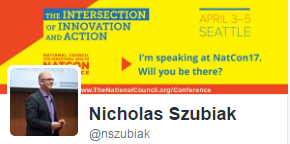 THE INTERSECTION
OF INNOVATION
AND ACTION
APRIL 3–5
SEATTLE
NATIONAL COUNCIL
NATCON
I'm speaking at NatCon17.
Will you be there?
www.TheNationalCouncil.org/Conference
Nicholas Szubiak
@nszubiak